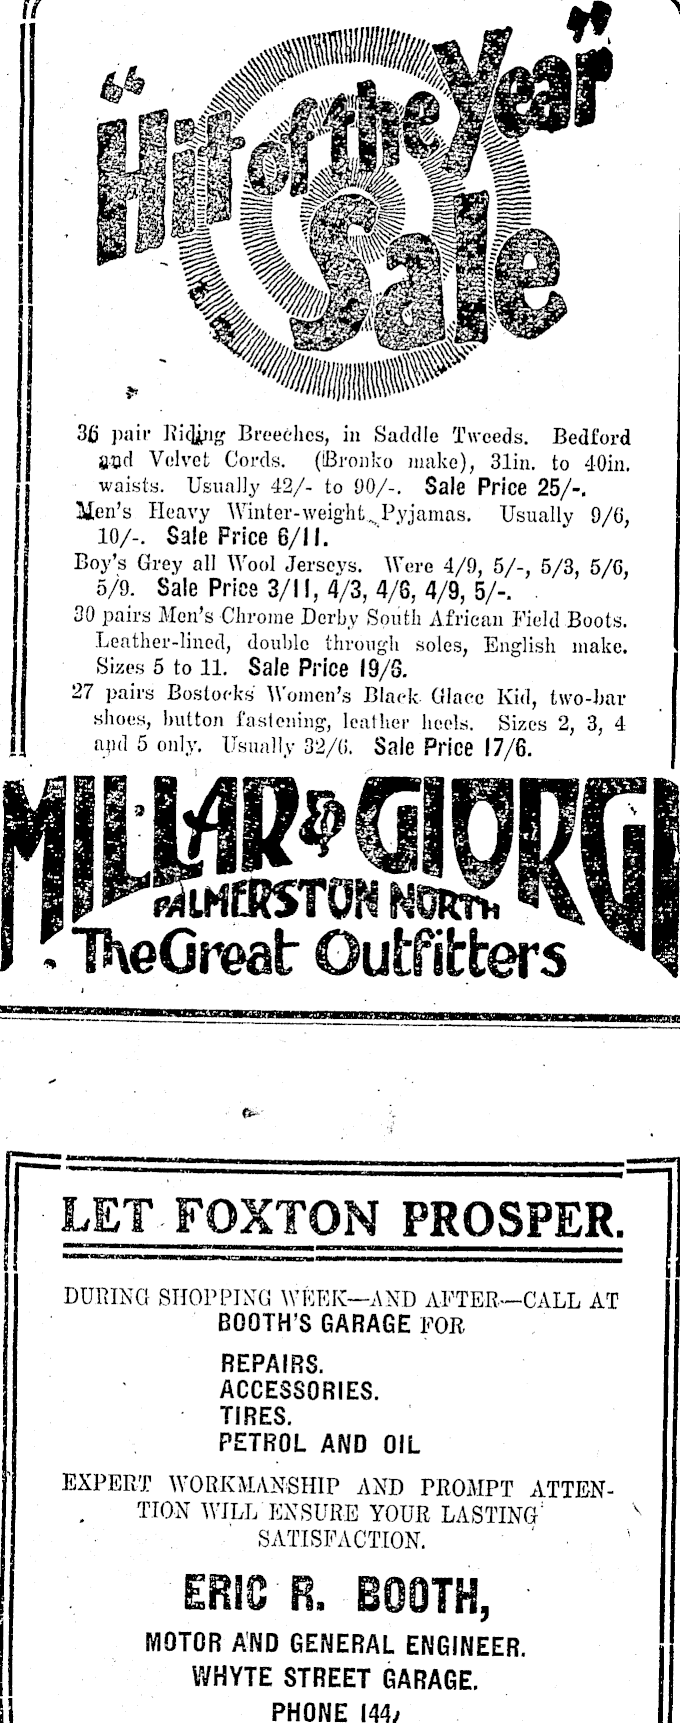 "Hit of the Year"
Sale
36 pair Riding Breeches, in Saddle Tweeds. Bedford
and Velvet Cords. (Bronko make), 31in. to 40in.
waists. Usually 42/- to 90/-. Sale Price 25/-.
Men's Heavy Winter-weight Pyjamas. Usually 9/6,
10/-. Sale Price 6/11.
Boy's Grey all Wool Jerseys. Were 4/9, 5/-, 5/3, 5/6,
5/9. Sale Price 3/11, 4/3, 4/6, 4/9, 5/-.
30 pairs Men's Chrome Derby South African Field Boots.
Leather-lined, double through soles, English make.
Sizes 5 to 11. Sale Price 19/6.
27 pairs Bostocks Women's Black Glace Kid, two-bar
shoes, button fastening, leather heels. Sizes 2, 3, 4
and 5 only. Usually 32/6. Sale Price 17/6.
MILLAR & GIORGI
PALMERSTON NORTH
The Great Outfitters
LET FOXTON PROSPER.
DURING SHOPPING WEEK—AND AFTER—CALL AT
BOOTH'S GARAGE FOR
REPAIRS.
ACCESSORIES.
TIRES.
PETROL AND OIL
EXPERT WORKMANSHIP AND PROMPT ATTEN-
TION WILL ENSURE YOUR LASTING
SATISFACTION.
ERIC R. BOOTH,
MOTOR AND GENERAL ENGINEER.
WHYTE STREET GARAGE.
PHONE 144.